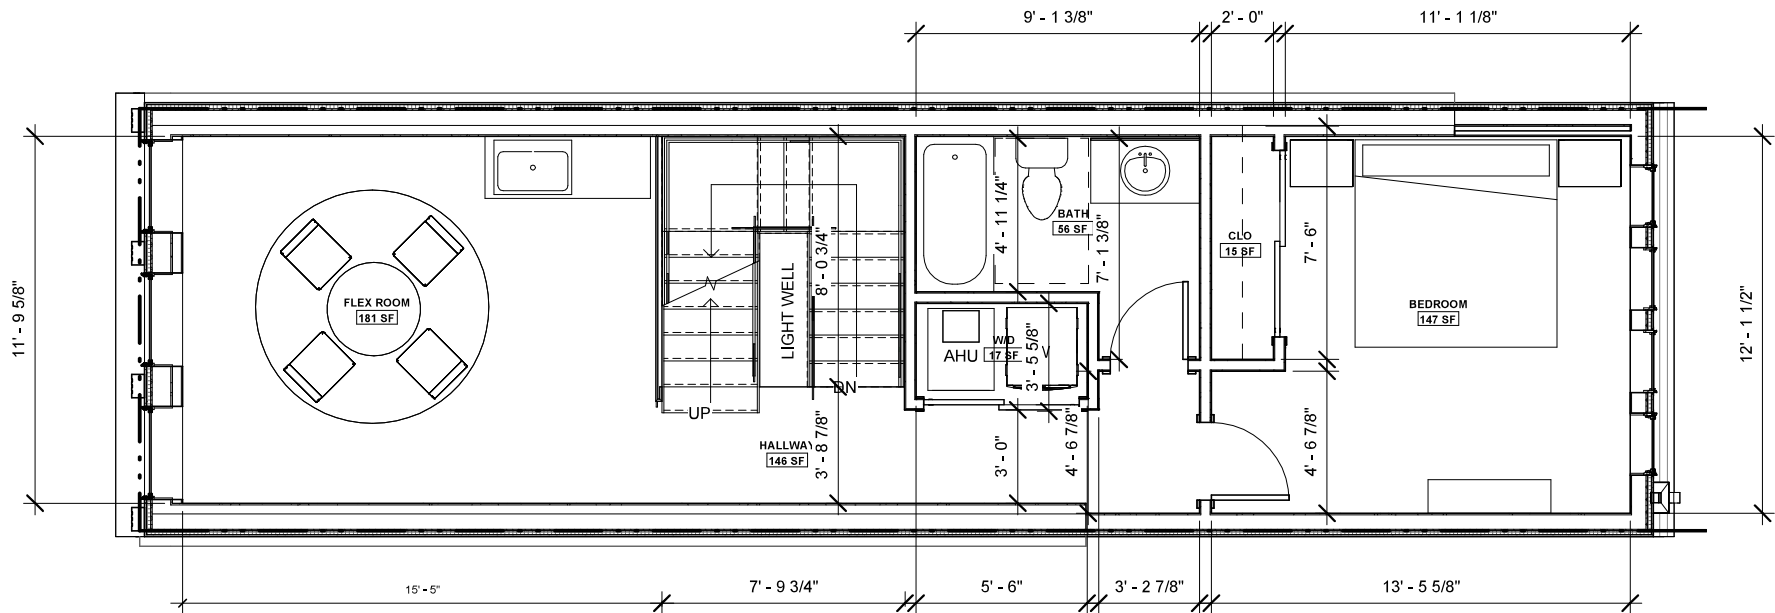 9' - 1 3/8"
2' - 0"
11' - 1 1/8"
11' - 9 5/8"
FLEX ROOM
181 SF
UP
LIGHT WELL
8' - 0 3/4"
DN
HALLWAY
146 SF
3' - 8 7/8"
4' - 11 1/4"
BATH
56 SF
7' - 1 3/8"
AHU
W/D
17 SF
3' - 5 5/8"
3' - 0"
4' - 6 7/8"
CLO
15 SF
7' - 6"
4' - 6 7/8"
BEDROOM
147 SF
12' - 1 1/2"
15' - 5"
7' - 9 3/4"
5' - 6"
3' - 2 7/8"
13' - 5 5/8"